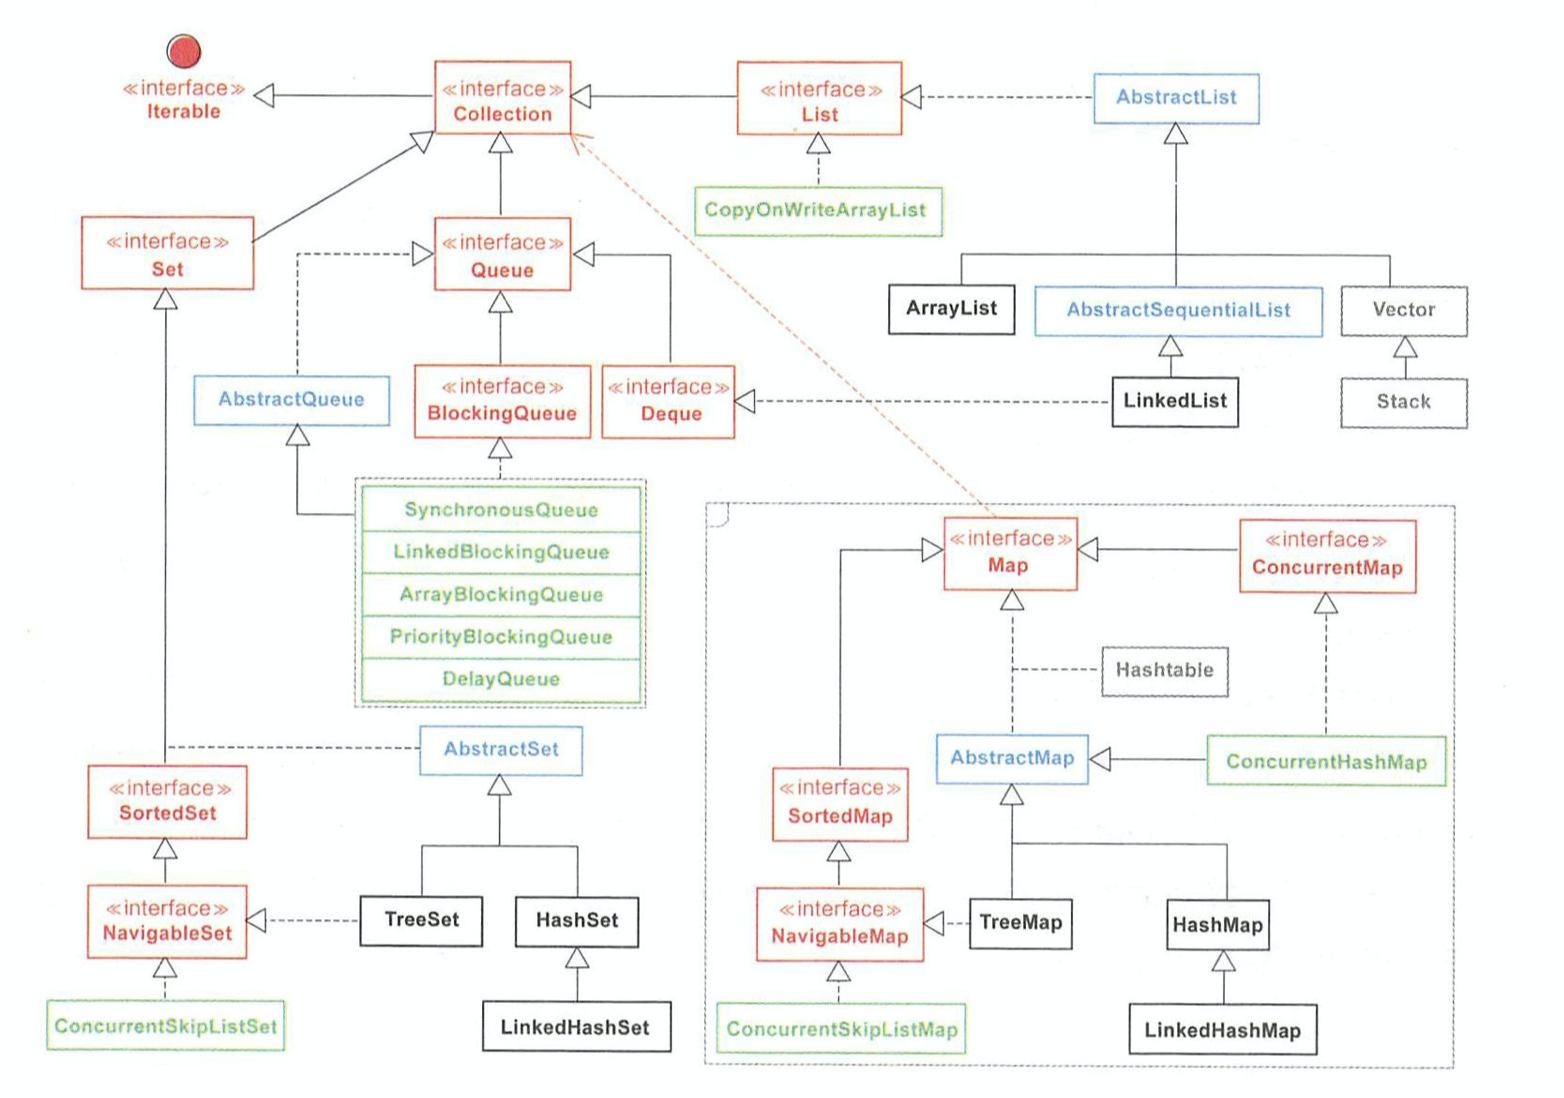 ≪interface≫
Iterable
≪interface≫
Collection
≪interface≫
List
AbstractList
CopyOnWriteArrayList
≪interface≫
Set
≪interface≫
Queue
ArrayList
AbstractSequentialList
Vector
AbstractQueue
≪interface≫
BlockingQueue
≪interface≫
Deque
LinkedList
Stack
SynchronousQueue
LinkedBlockingQueue
ArrayBlockingQueue
PriorityBlockingQueue
DelayQueue
≪interface≫
Map
≪interface≫
ConcurrentMap
Hashtable
AbstractSet
AbstractMap
ConcurrentHashMap
≪interface≫
SortedSet
≪interface≫
SortedMap
≪interface≫
NavigableSet
TreeSet
HashSet
≪interface≫
NavigableMap
TreeMap
HashMap
ConcurrentSkipListSet
LinkedHashSet
ConcurrentSkipListMap
LinkedHashMap